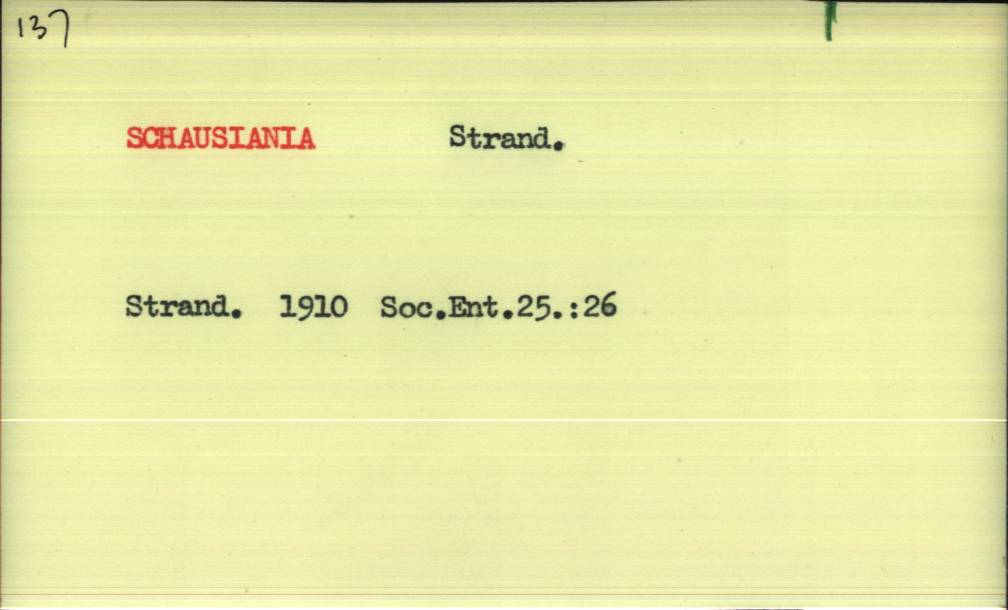 137
SCHAUSIANIA Strand.
Strand. 1910 Soc.Ent.25.:26